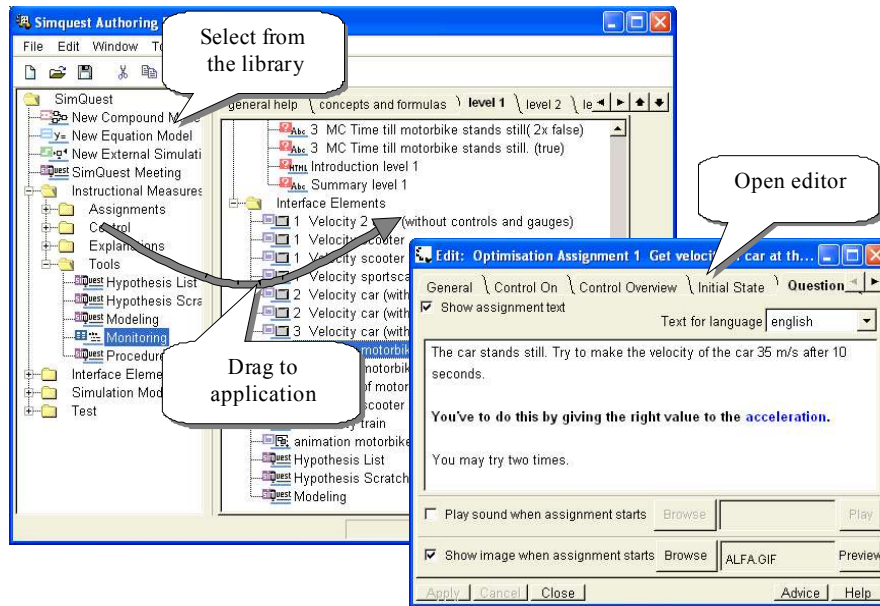 Simquest Authoring
Select from
the library
File Edit Window
SimQuest
New Compound
New Equation Model
New External Simulati
SimQuest Meeting
Instructional Measures
Assignments
Control
Explanations
Tools
Hypothesis List
Hypothesis Scra
Modeling
Monitoring
Procedure
Interface Eleme
Simulation Mod
Test
general help concepts and formulas level 1 level 2 le
3 MC Time till motorbike stands still( 2x false)
3 MC Time till motorbike stands still. (true)
Introduction level 1
Summary level 1
Interface Elements
1 Velocity 2 (without controls and gauges)
1 Velocity scooter
1 Velocity scooter
1 Velocity sportsca
2 Velocity car (with
2 Velocity car (with
3 Velocity car (with
motorbik
motorbik
of motor
scooter
train
animation motorbike
Hypothesis List
Hypothesis Scratch
Modeling
Drag to
application
Open editor
Edit: Optimisation Assignment 1 Get veloci car at th...
General Control On Control Overview Initial State Question
Show assignment text
Text for language english
The car stands still. Try to make the velocity of the car 35 m/s after 10
seconds.
You've to do this by giving the right value to the acceleration.
You may try two times.
Play sound when assignment starts Browse Play
Show image when assignment starts Browse ALFA.GIF Preview
Apply Cancel Close Advice Help